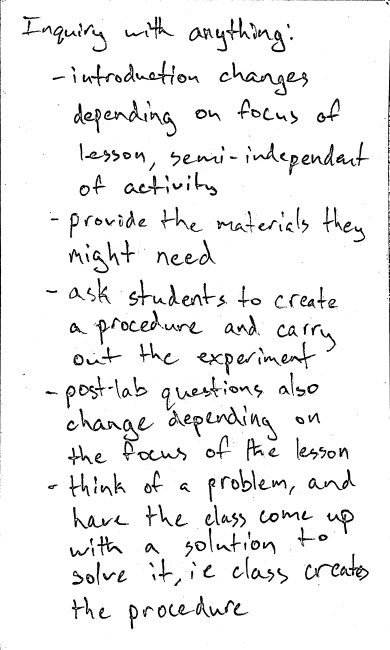 Inquiry with anything:
- introduction changes
depending on focus of
lesson, semi-independent
of activity
- provide the materials they
might need
- ask students to create
a procedure and carry
out the experiment
- post-lab questions also
change depending on
the focus of the lesson
- think of a problem, and
have the class come up
with a solution to
solve it, ie class creates
the procedure